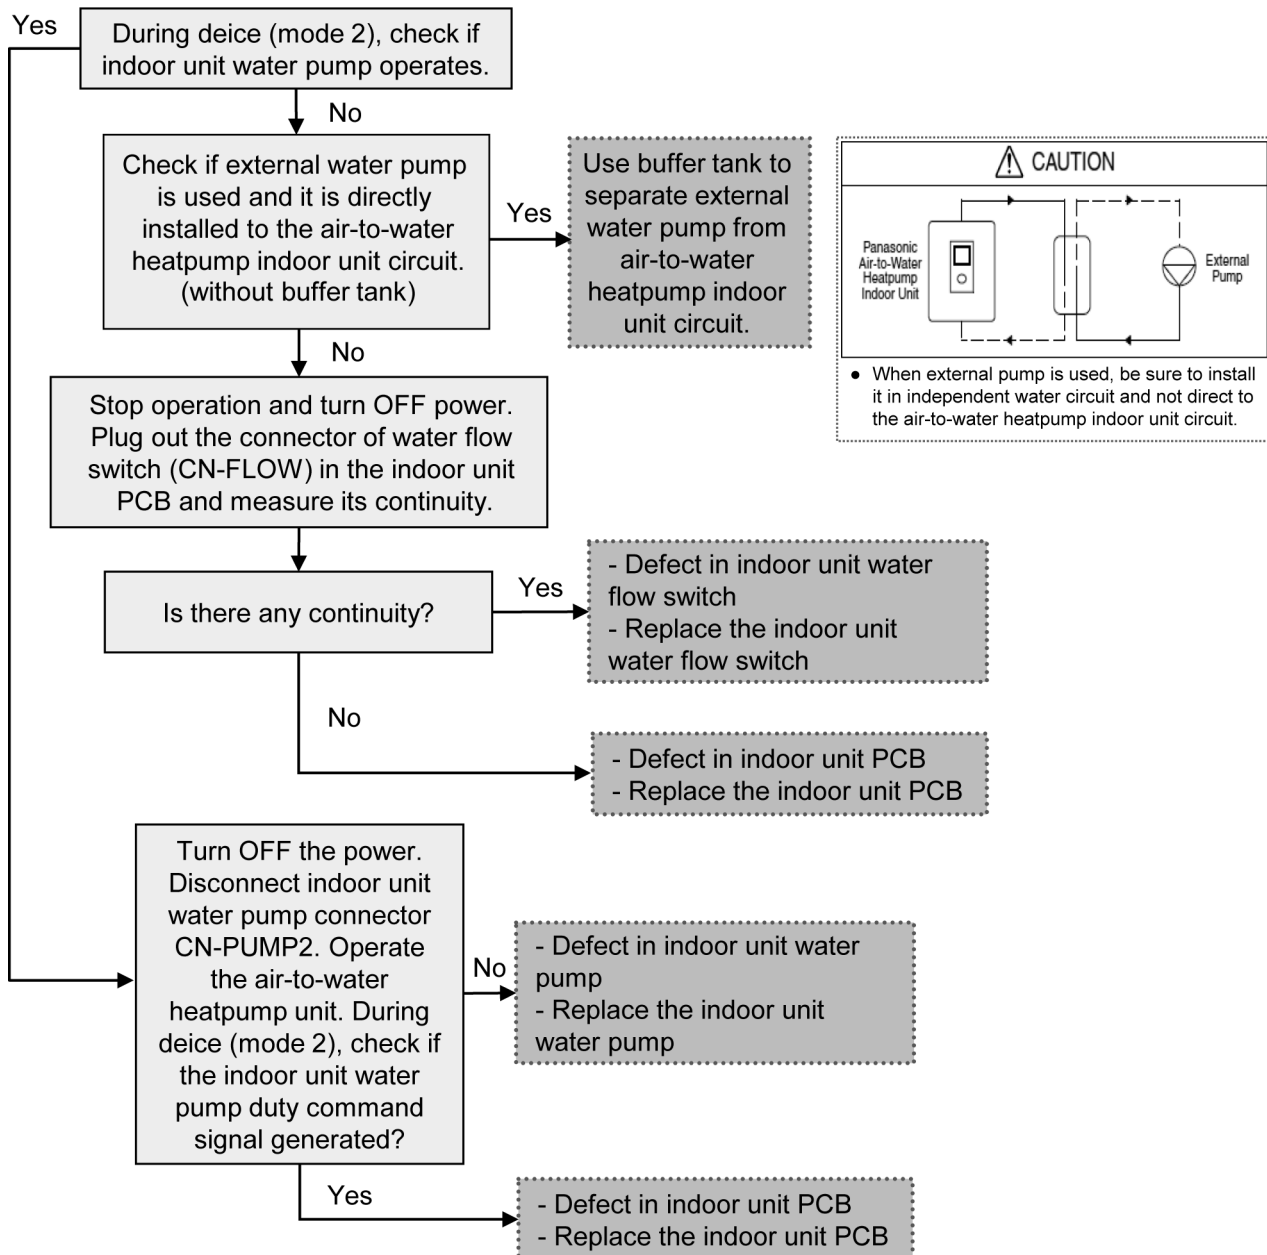 Yes
During deice (mode 2), check if
indoor unit water pump operates.
No
Check if external water pump
is used and it is directly
installed to the air-to-water
heatpump indoor unit circuit.
(without buffer tank)
Yes
Use buffer tank to
separate external
water pump from
air-to-water
heatpump indoor
unit circuit.
CAUTION
Panasonic
Air-to-Water
Heatpump
Indoor Unit
External
Pump
● When external pump is used, be sure to install
it in independent water circuit and not direct to
the air-to-water heatpump indoor unit circuit.
No
Stop operation and turn OFF power.
Plug out the connector of water flow
switch (CN-FLOW) in the indoor unit
PCB and measure its continuity.
Is there any continuity?
Yes
- Defect in indoor unit water
flow switch
- Replace the indoor unit
water flow switch
No
- Defect in indoor unit PCB
- Replace the indoor unit PCB
Turn OFF the power.
Disconnect indoor unit
water pump connector
CN-PUMP2. Operate
the air-to-water
heatpump unit. During
deice (mode 2), check if
the indoor unit water
pump duty command
signal generated?
No
- Defect in indoor unit water
pump
- Replace the indoor unit
water pump
Yes
- Defect in indoor unit PCB
- Replace the indoor unit PCB